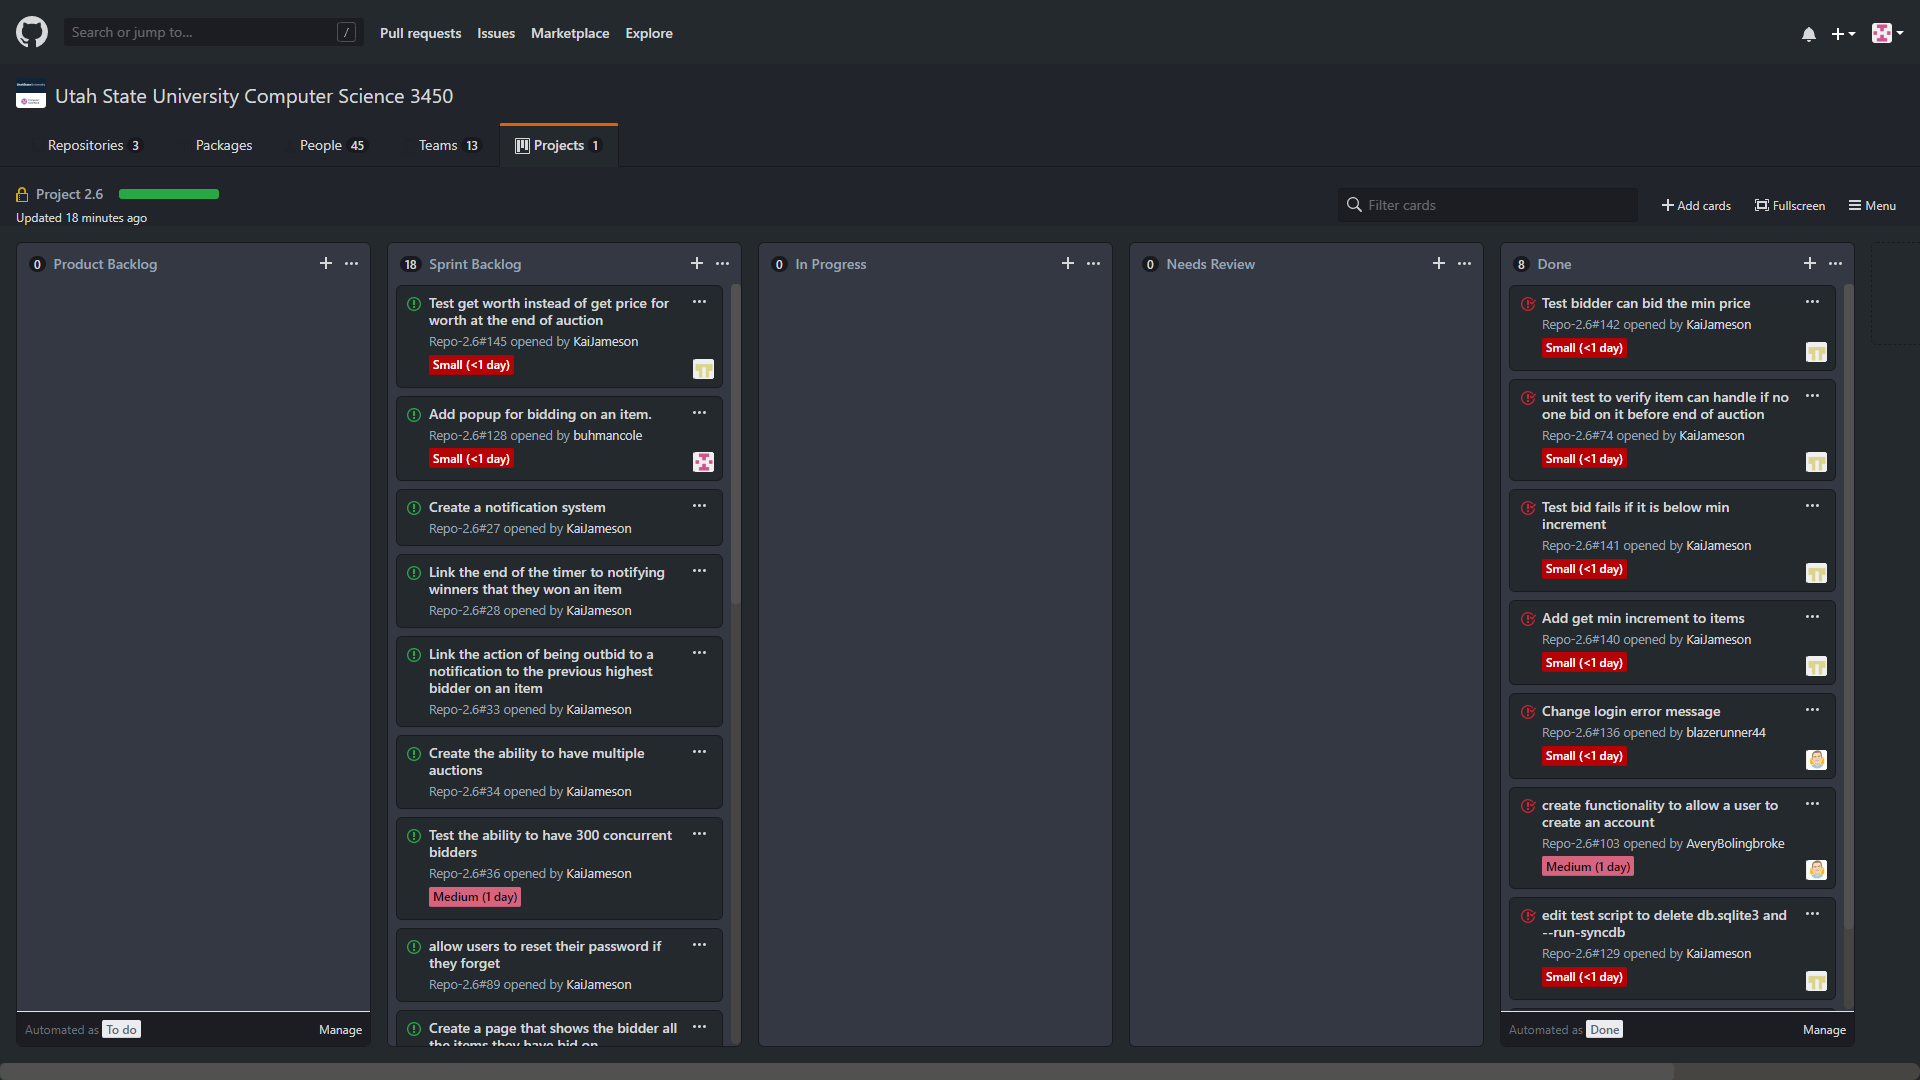 Search or jump to...
/
Pull requests
Issues
Marketplace
Explore
Utah State University Computer Science 3450
Repositories 3
Packages
People 45
Teams 13
Projects 1
Project 2.6
Updated 18 minutes ago
Filter cards
Add cards
Fullscreen
Menu
0 Product Backlog
Automated as To do
Manage
18 Sprint Backlog
Test get worth instead of get price for
worth at the end of auction
Repo-2.6#145 opened by KaiJameson
Small (<1 day)
Add popup for bidding on an item.
Repo-2.6#128 opened by buhmancole
Small (<1 day)
Create a notification system
Repo-2.6#27 opened by KaiJameson
Link the end of the timer to notifying
winners that they won an item
Repo-2.6#28 opened by KaiJameson
Link the action of being outbid to a
notification to the previous highest
bidder on an item
Repo-2.6#33 opened by KaiJameson
Create the ability to have multiple
auctions
Repo-2.6#34 opened by KaiJameson
Test the ability to have 300 concurrent
bidders
Repo-2.6#36 opened by KaiJameson
Medium (1 day)
allow users to reset their password if
they forget
Repo-2.6#89 opened by KaiJameson
Create a page that shows the bidder all
the items they have bid on
0 In Progress
0 Needs Review
8 Done
Test bidder can bid the min price
Repo-2.6#142 opened by KaiJameson
Small (<1 day)
unit test to verify item can handle if no
one bid on it before end of auction
Repo-2.6#74 opened by KaiJameson
Small (<1 day)
Test bid fails if it is below min
increment
Repo-2.6#141 opened by KaiJameson
Small (<1 day)
Add get min increment to items
Repo-2.6#140 opened by KaiJameson
Small (<1 day)
Change login error message
Repo-2.6#136 opened by blazerunner44
Small (<1 day)
create functionality to allow a user to
create an account
Repo-2.6#103 opened by AveryBolingbroke
Medium (1 day)
edit test script to delete db.sqlite3 and
--run-syncdb
Repo-2.6#129 opened by KaiJameson
Small (<1 day)
Automated as Done
Manage